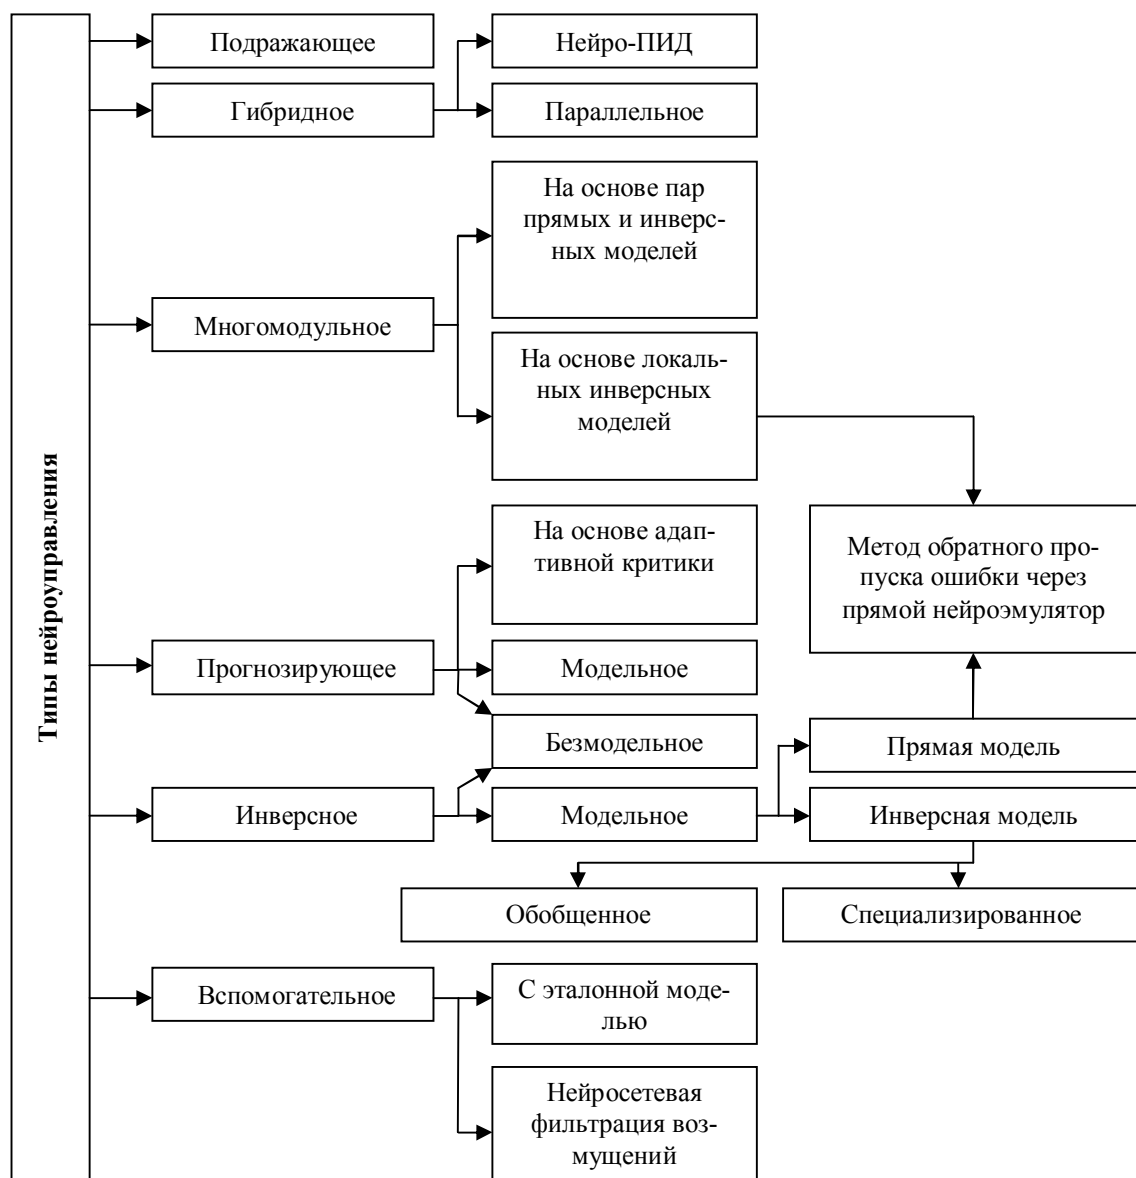 Типы нейроуправления
Подражающее
Нейро-ПИД
Гибридное
Параллельное
На основе пар
прямых и инверс-
ных моделей
Многомодульное
На основе локаль-
ных инверсных
моделей
На основе адап-
тивной критики
Метод обратного про-
пуска ошибки через
прямой нейроэмулятор
Прогнозирующее
Модельное
Безмодельное
Прямая модель
Инверсное
Модельное
Инверсная модель
Обобщенное
Специализированное
Вспомогательное
С эталонной моде-
лью
Нейросетевая
фильтрация воз-
мущений